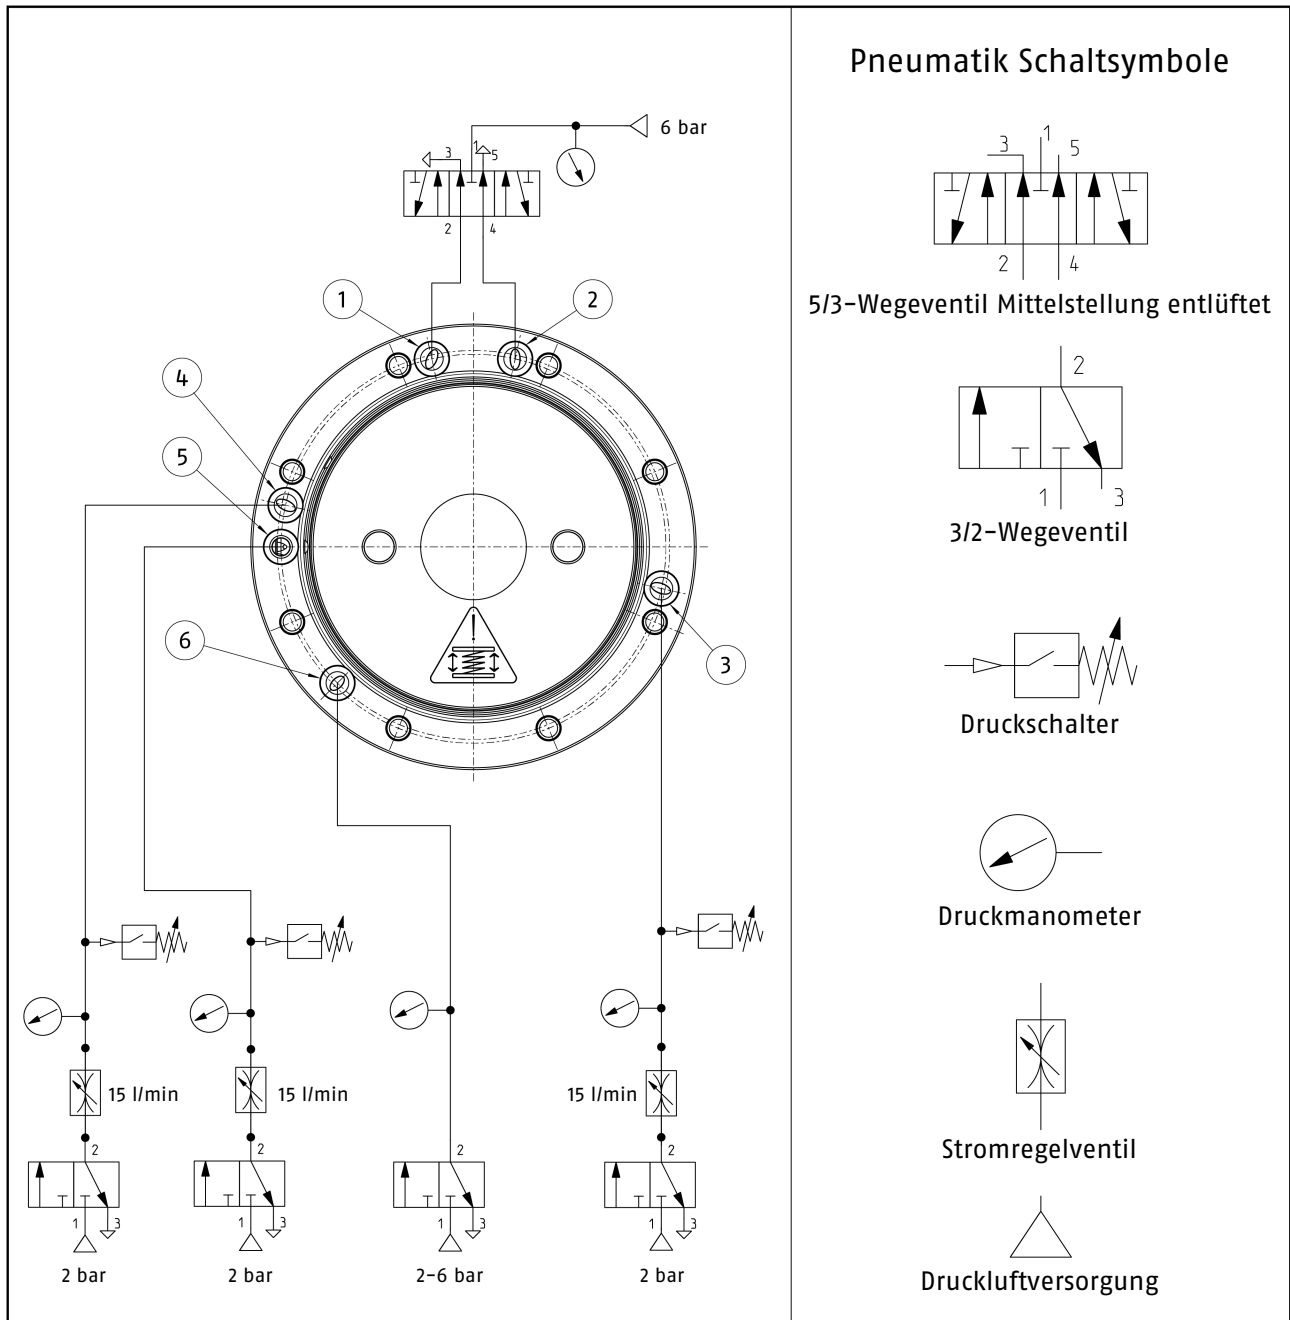 6 bar
3
1
5
2
4
1
2
4
5
6
3
15 l/min
15 l/min
15 l/min
2
2
2
2
1
3
1
3
1
3
1
3
2 bar
2 bar
2-6 bar
2 bar
Pneumatik Schaltsymbole
3
1
5
2
4
5/3-Wegeventil Mittelstellung entlüftet
2
1
3
3/2-Wegeventil
Druckschalter
Druckmanometer
Stromregelventil
Druckluftversorgung